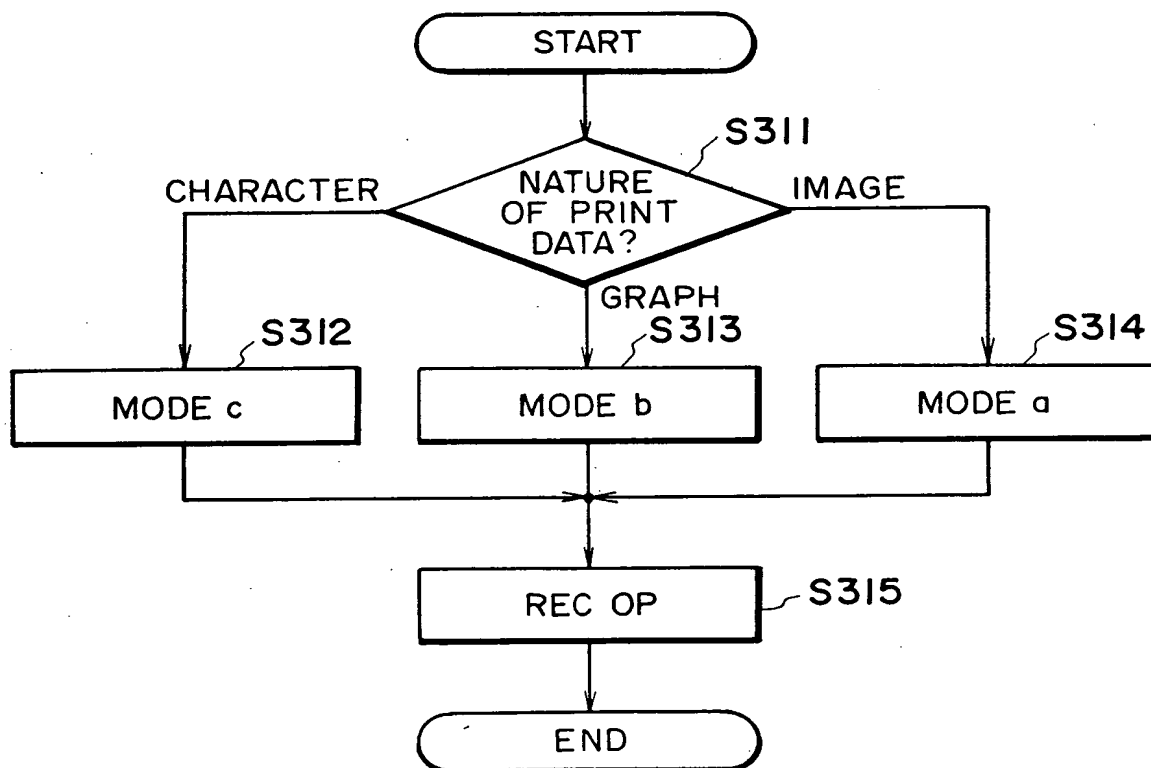 START
S311
CHARACTER
NATURE
OF PRINT
DATA?
IMAGE
GRAPH
S312
S313
S314
MODE c
MODE b
MODE a
REC OP
S315
END